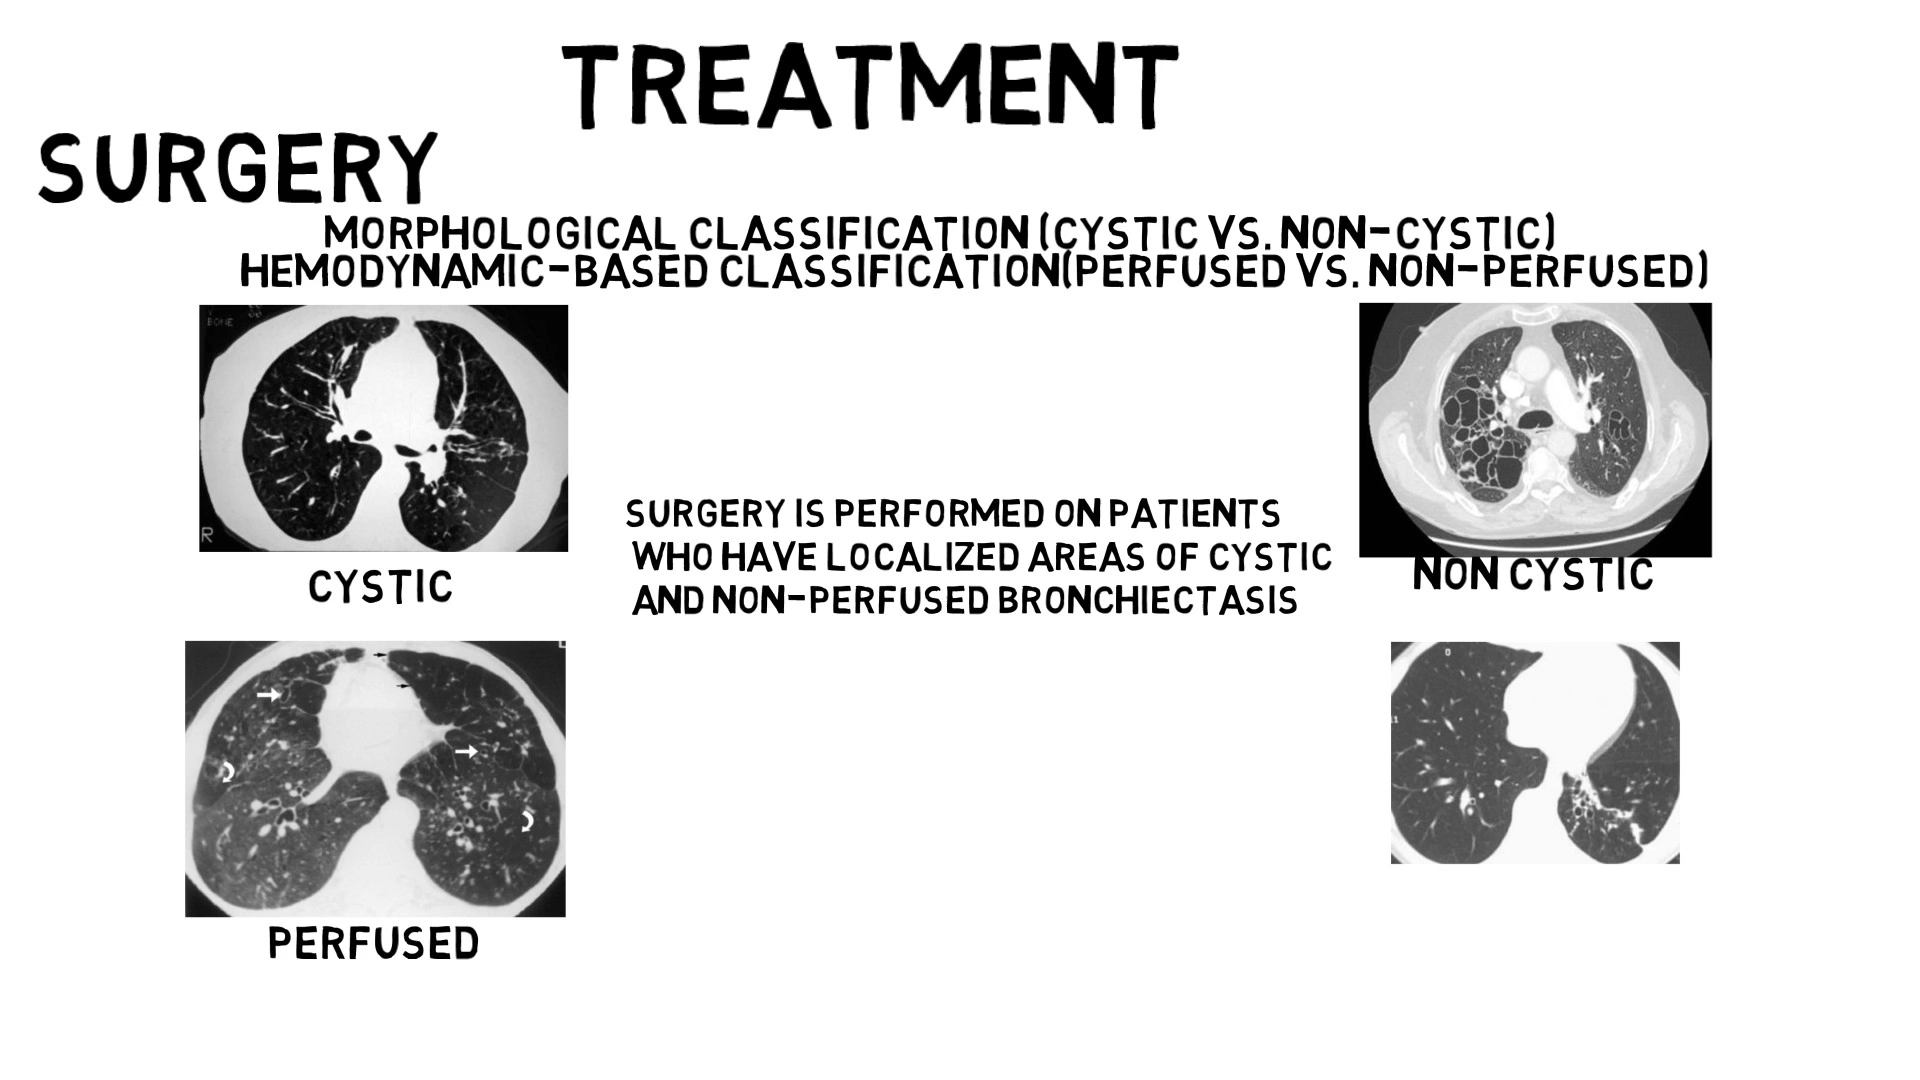 TREATMENT
SURGERY
MORPHOLOGICAL CLASSIFICATION (CYSTIC VS. NON-CYSTIC)
HEMODYNAMIC-BASED CLASSIFICATION(PERFUSED VS. NON-PERFUSED)
BONE
R
SURGERY IS PERFORMED ON PATIENTS
WHO HAVE LOCALIZED AREAS OF CYSTIC
AND NON-PERFUSED BRONCHIECTASIS
CYSTIC
NON CYSTIC
PERFUSED